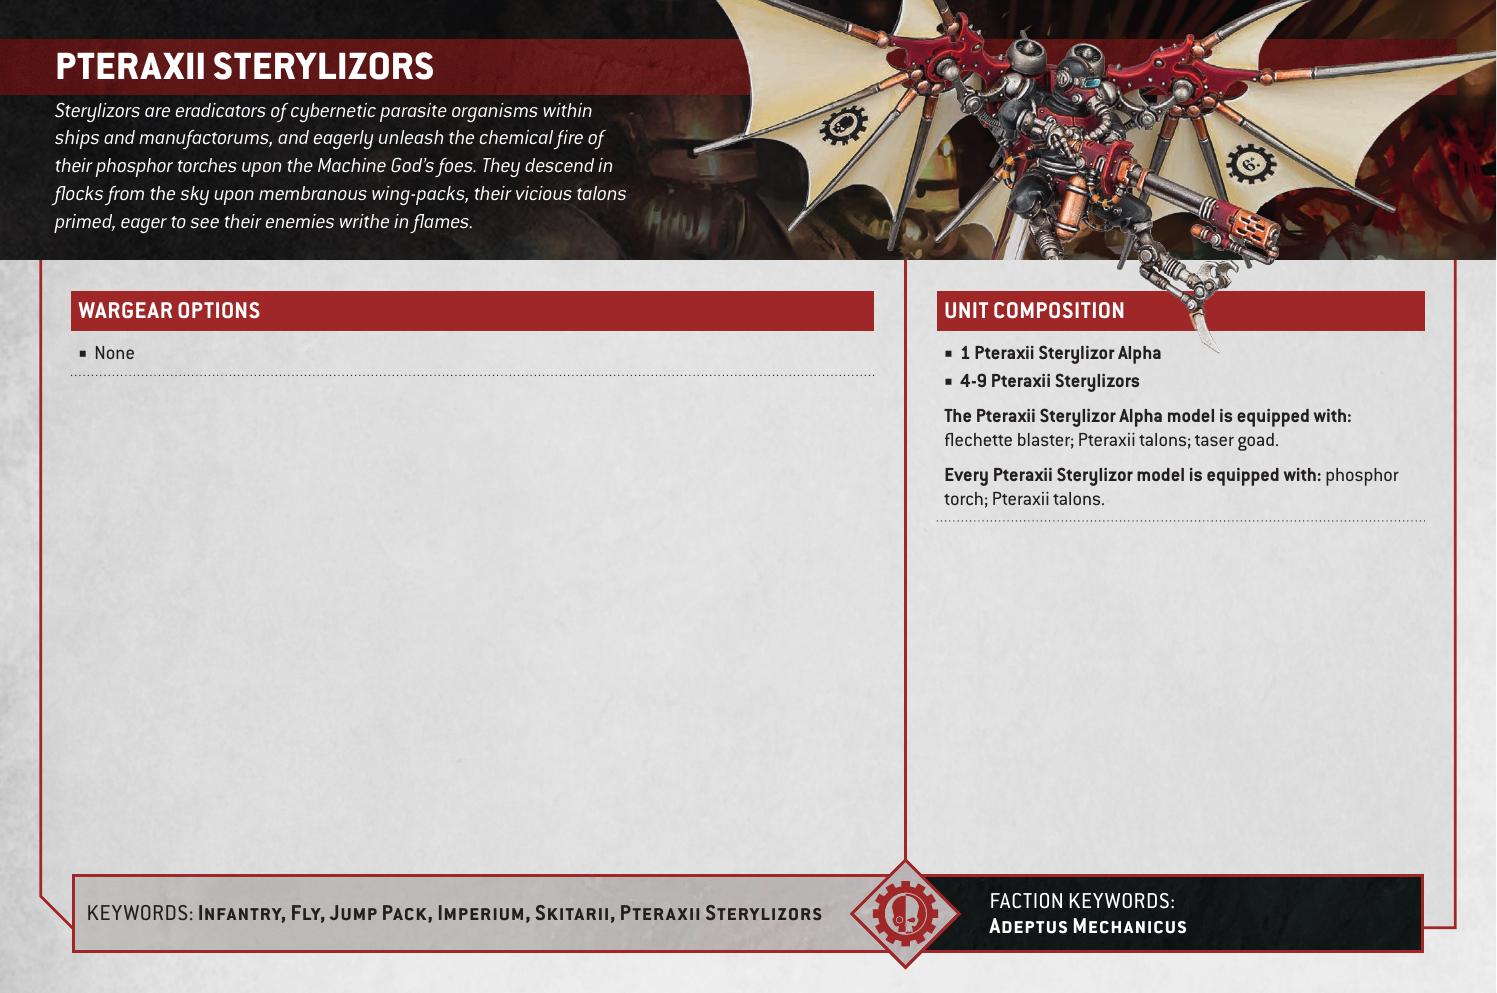 PTERAXII STERYLIZORS
Sterylizors are eradicators of cybernetic parasite organisms within
ships and manufactorums, and eagerly unleash the chemical fire of
their phosphor torches upon the Machine God's foes. They descend in
flocks from the sky upon membranous wing-packs, their vicious talons
primed, eager to see their enemies writhe in flames.
WARGEAR OPTIONS
▪ None
UNIT COMPOSITION
▪ 1 Pteraxii Sterylizor Alpha
▪ 4-9 Pteraxii Sterylizors
The Pteraxii Sterylizor Alpha model is equipped with:
flechette blaster; Pteraxii talons; taser goad.
Every Pteraxii Sterylizor model is equipped with: phosphor
torch; Pteraxii talons.
KEYWORDS: Infantry, Fly, Jump Pack, Imperium, Skitarii, Pteraxii Sterylizors
FACTION KEYWORDS:
Adeptus Mechanicus